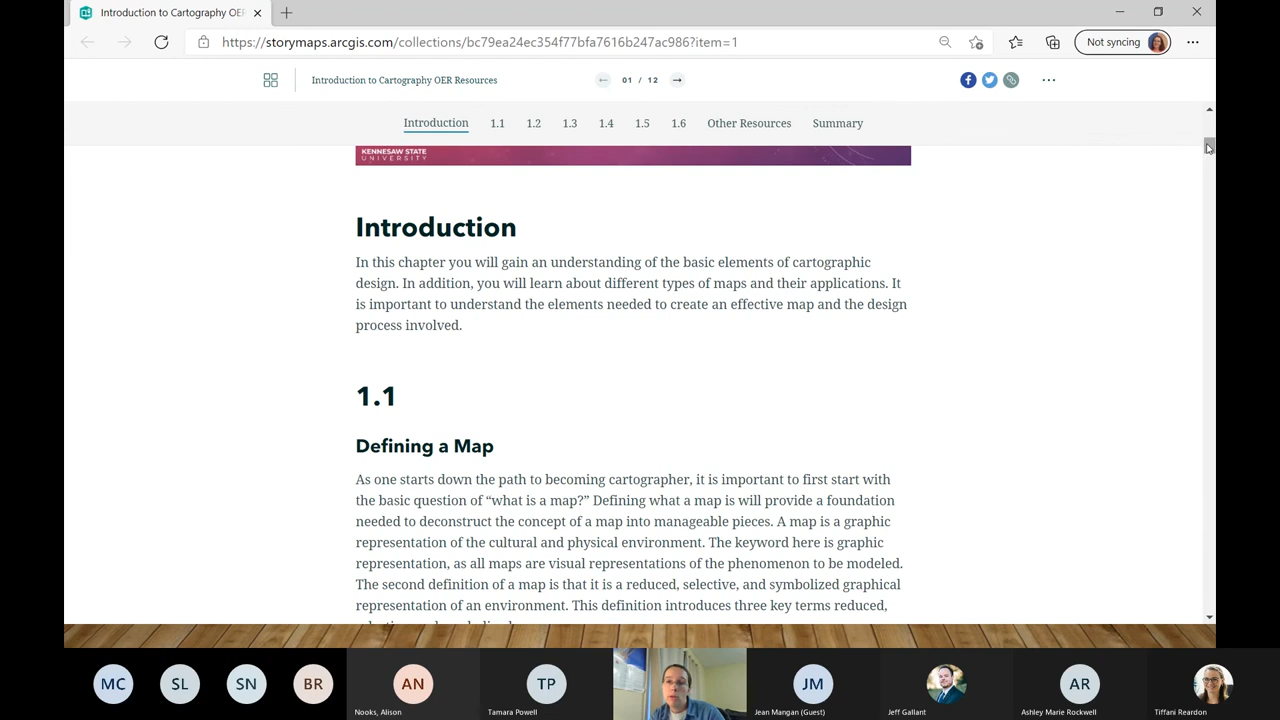 Introduction to Cartography OER
https://storymaps.arcgis.com/collections/bc79ea24ec354f77bfa7616b247ac986?item=1
Not syncing
Introduction to Cartography OER Resources
01 / 12
Introduction 1.1 1.2 1.3 1.4 1.5 1.6 Other Resources Summary
KENNESAW STATE
UNIVERSITY
Introduction
In this chapter you will gain an understanding of the basic elements of cartographic
design. In addition, you will learn about different types of maps and their applications. It
is important to understand the elements needed to create an effective map and the design
process involved.
1.1
Defining a Map
As one starts down the path to becoming cartographer, it is important to first start with
the basic question of “what is a map?” Defining what a map is will provide a foundation
needed to deconstruct the concept of a map into manageable pieces. A map is a graphic
representation of the cultural and physical environment. The keyword here is graphic
representation, as all maps are visual representations of the phenomenon to be modeled.
The second definition of a map is that it is a reduced, selective, and symbolized graphical
representation of an environment. This definition introduces three key terms reduced,
MC SL SN BR AN TP JM AR
Nooks, Alison Tamara Powell Jean Mangan (Guest) Jeff Gallant Ashley Marie Rockwell Tiffani Reardon